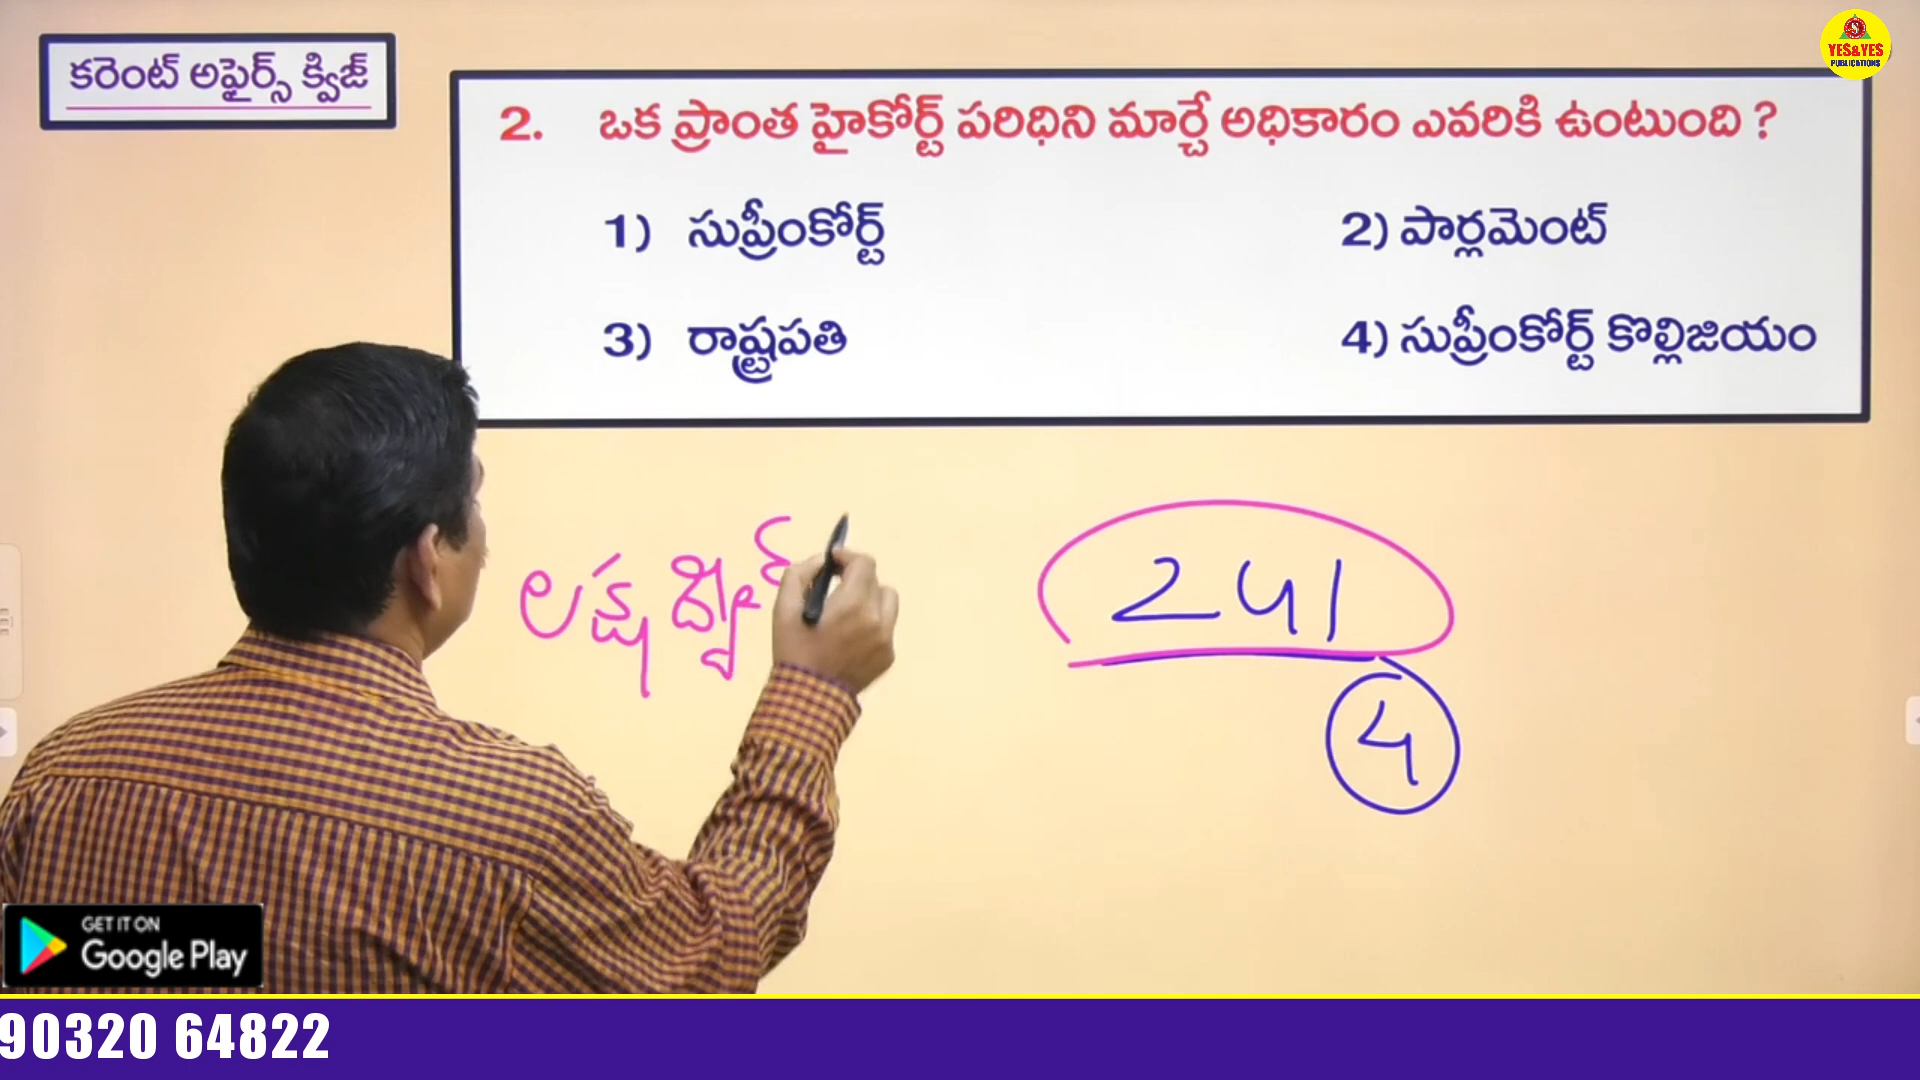 కరెంట్ అఫైర్స్ క్విజ్
YES&YES
PUBLICATIONS
2. ఒక ప్రాంత హైకోర్ట్ పరిధిని మార్చే అధికారం ఎవరికి ఉంటుంది ?
1) సుప్రీంకోర్ట్
2) పార్లమెంట్
3) రాష్ట్రపతి
4) సుప్రీంకోర్ట్ కొల్లిజియం
లక్ష
241
4
GET IT ON
Google Play
90320 64822